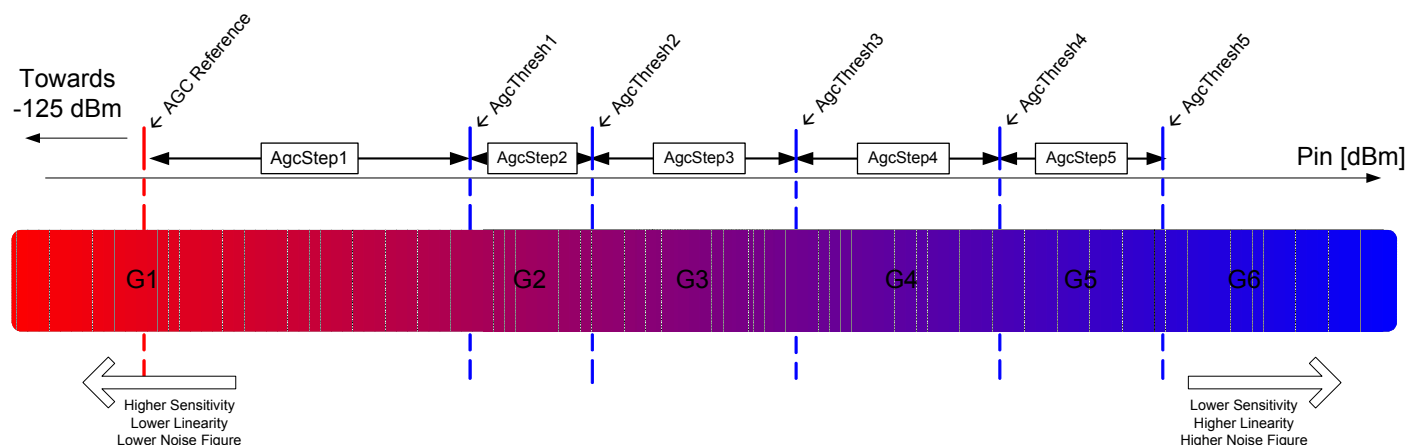 Towards
-125 dBm
← AGC Reference
← AgcThresh1
← AgcThresh2
← AgcThresh3
← AgcThresh4
← AgcThresh5
AgcStep1
AgcStep2
AgcStep3
AgcStep4
AgcStep5
Pin [dBm]
G1
G2
G3
G4
G5
G6
Higher Sensitivity
Lower Linearity
Lower Noise Figure
Lower Sensitivity
Higher Linearity
Higher Noise Figure